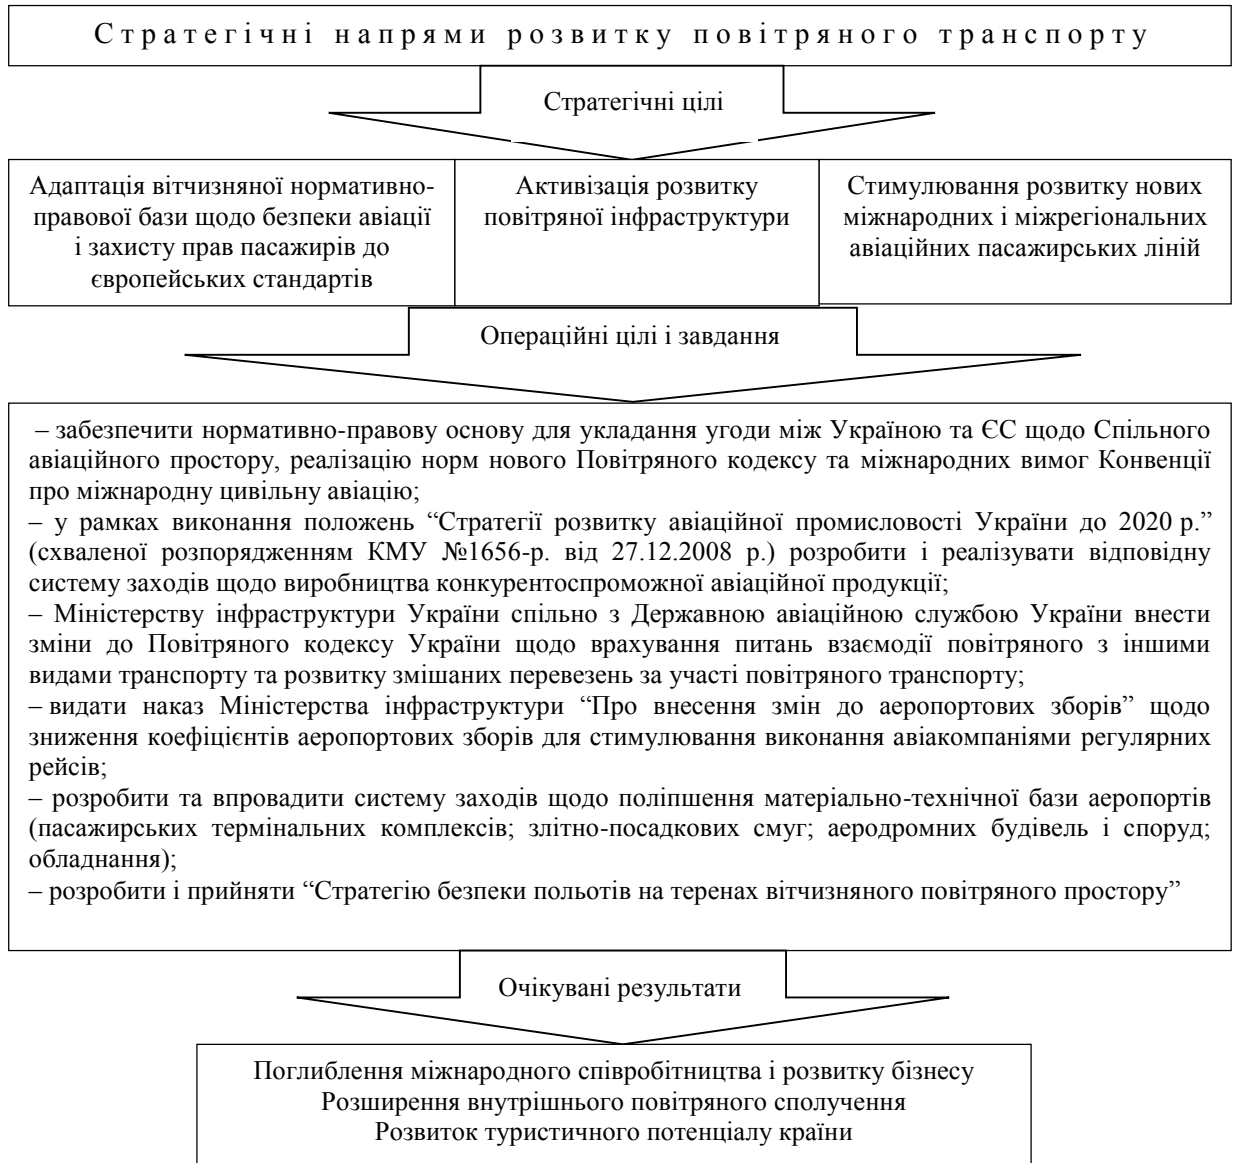 Стратегічні напрями розвитку повітряного транспорту
Стратегічні цілі
Адаптація вітчизняної нормативно-
правової бази щодо безпеки авіації
і захисту прав пасажирів до
європейських стандартів
Активізація розвитку
повітряної інфраструктури
Стимулювання розвитку нових
міжнародних і міжрегіональних
авіаційних пасажирських ліній
Операційні цілі і завдання
– забезпечити нормативно-правову основу для укладання угоди між Україною та ЄС щодо Спільного
авіаційного простору, реалізацію норм нового Повітряного кодексу та міжнародних вимог Конвенції
про міжнародну цивільну авіацію;
– у рамках виконання положень “Стратегії розвитку авіаційної промисловості України до 2020 р.”
(схваленої розпорядженням КМУ №1656-р. від 27.12.2008 р.) розробити і реалізувати відповідну
систему заходів щодо виробництва конкурентоспроможної авіаційної продукції;
– Міністерству інфраструктури України спільно з Державною авіаційною службою України внести
зміни до Повітряного кодексу України щодо врахування питань взаємодії повітряного з іншими
видами транспорту та розвитку змішаних перевезень за участі повітряного транспорту;
– видати наказ Міністерства інфраструктури “Про внесення змін до аеропортових зборів” щодо
зниження коефіцієнтів аеропортових зборів для стимулювання виконання авіакомпаніями регулярних
рейсів;
– розробити та впровадити систему заходів щодо поліпшення матеріально-технічної бази аеропортів
(пасажирських термінальних комплексів; злітно-посадкових смуг; аеродромних будівель і споруд;
обладнання);
– розробити і прийняти “Стратегію безпеки польотів на теренах вітчизняного повітряного простору”
Очікувані результати
Поглиблення міжнародного співробітництва і розвитку бізнесу
Розширення внутрішнього повітряного сполучення
Розвиток туристичного потенціалу країни